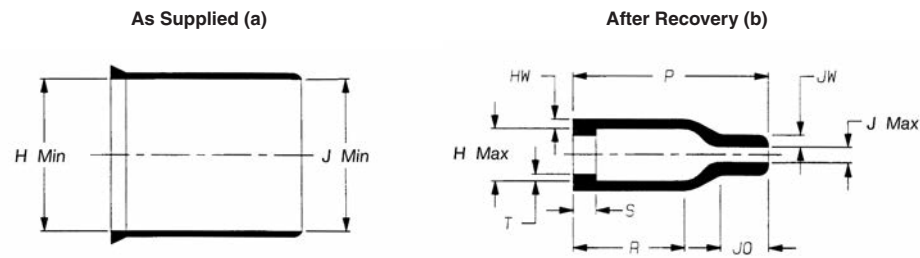 As Supplied (a)
After Recovery (b)
H Min
J Min
HW
P
JW
J Max
H Max
T
S
R
JO